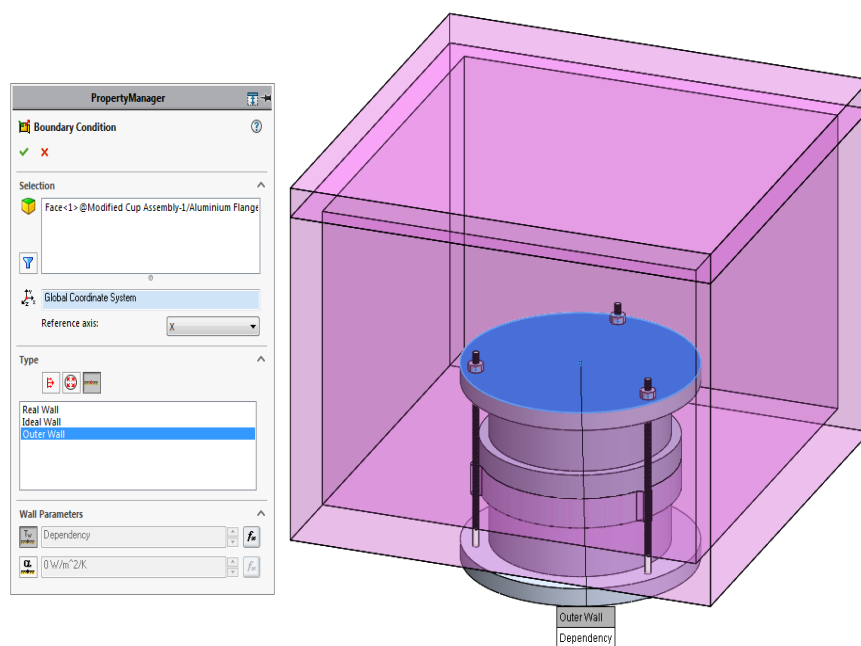 PropertyManager
Boundary Condition
Selection
Face<1>@Modified Cup Assembly-1/Aluminium Flange
Global Coordinate System
Reference axis:
X
Type
Real Wall
Ideal Wall
Outer Wall
Wall Parameters
Dependency
0 W/m^2/K
Outer Wall
Dependency